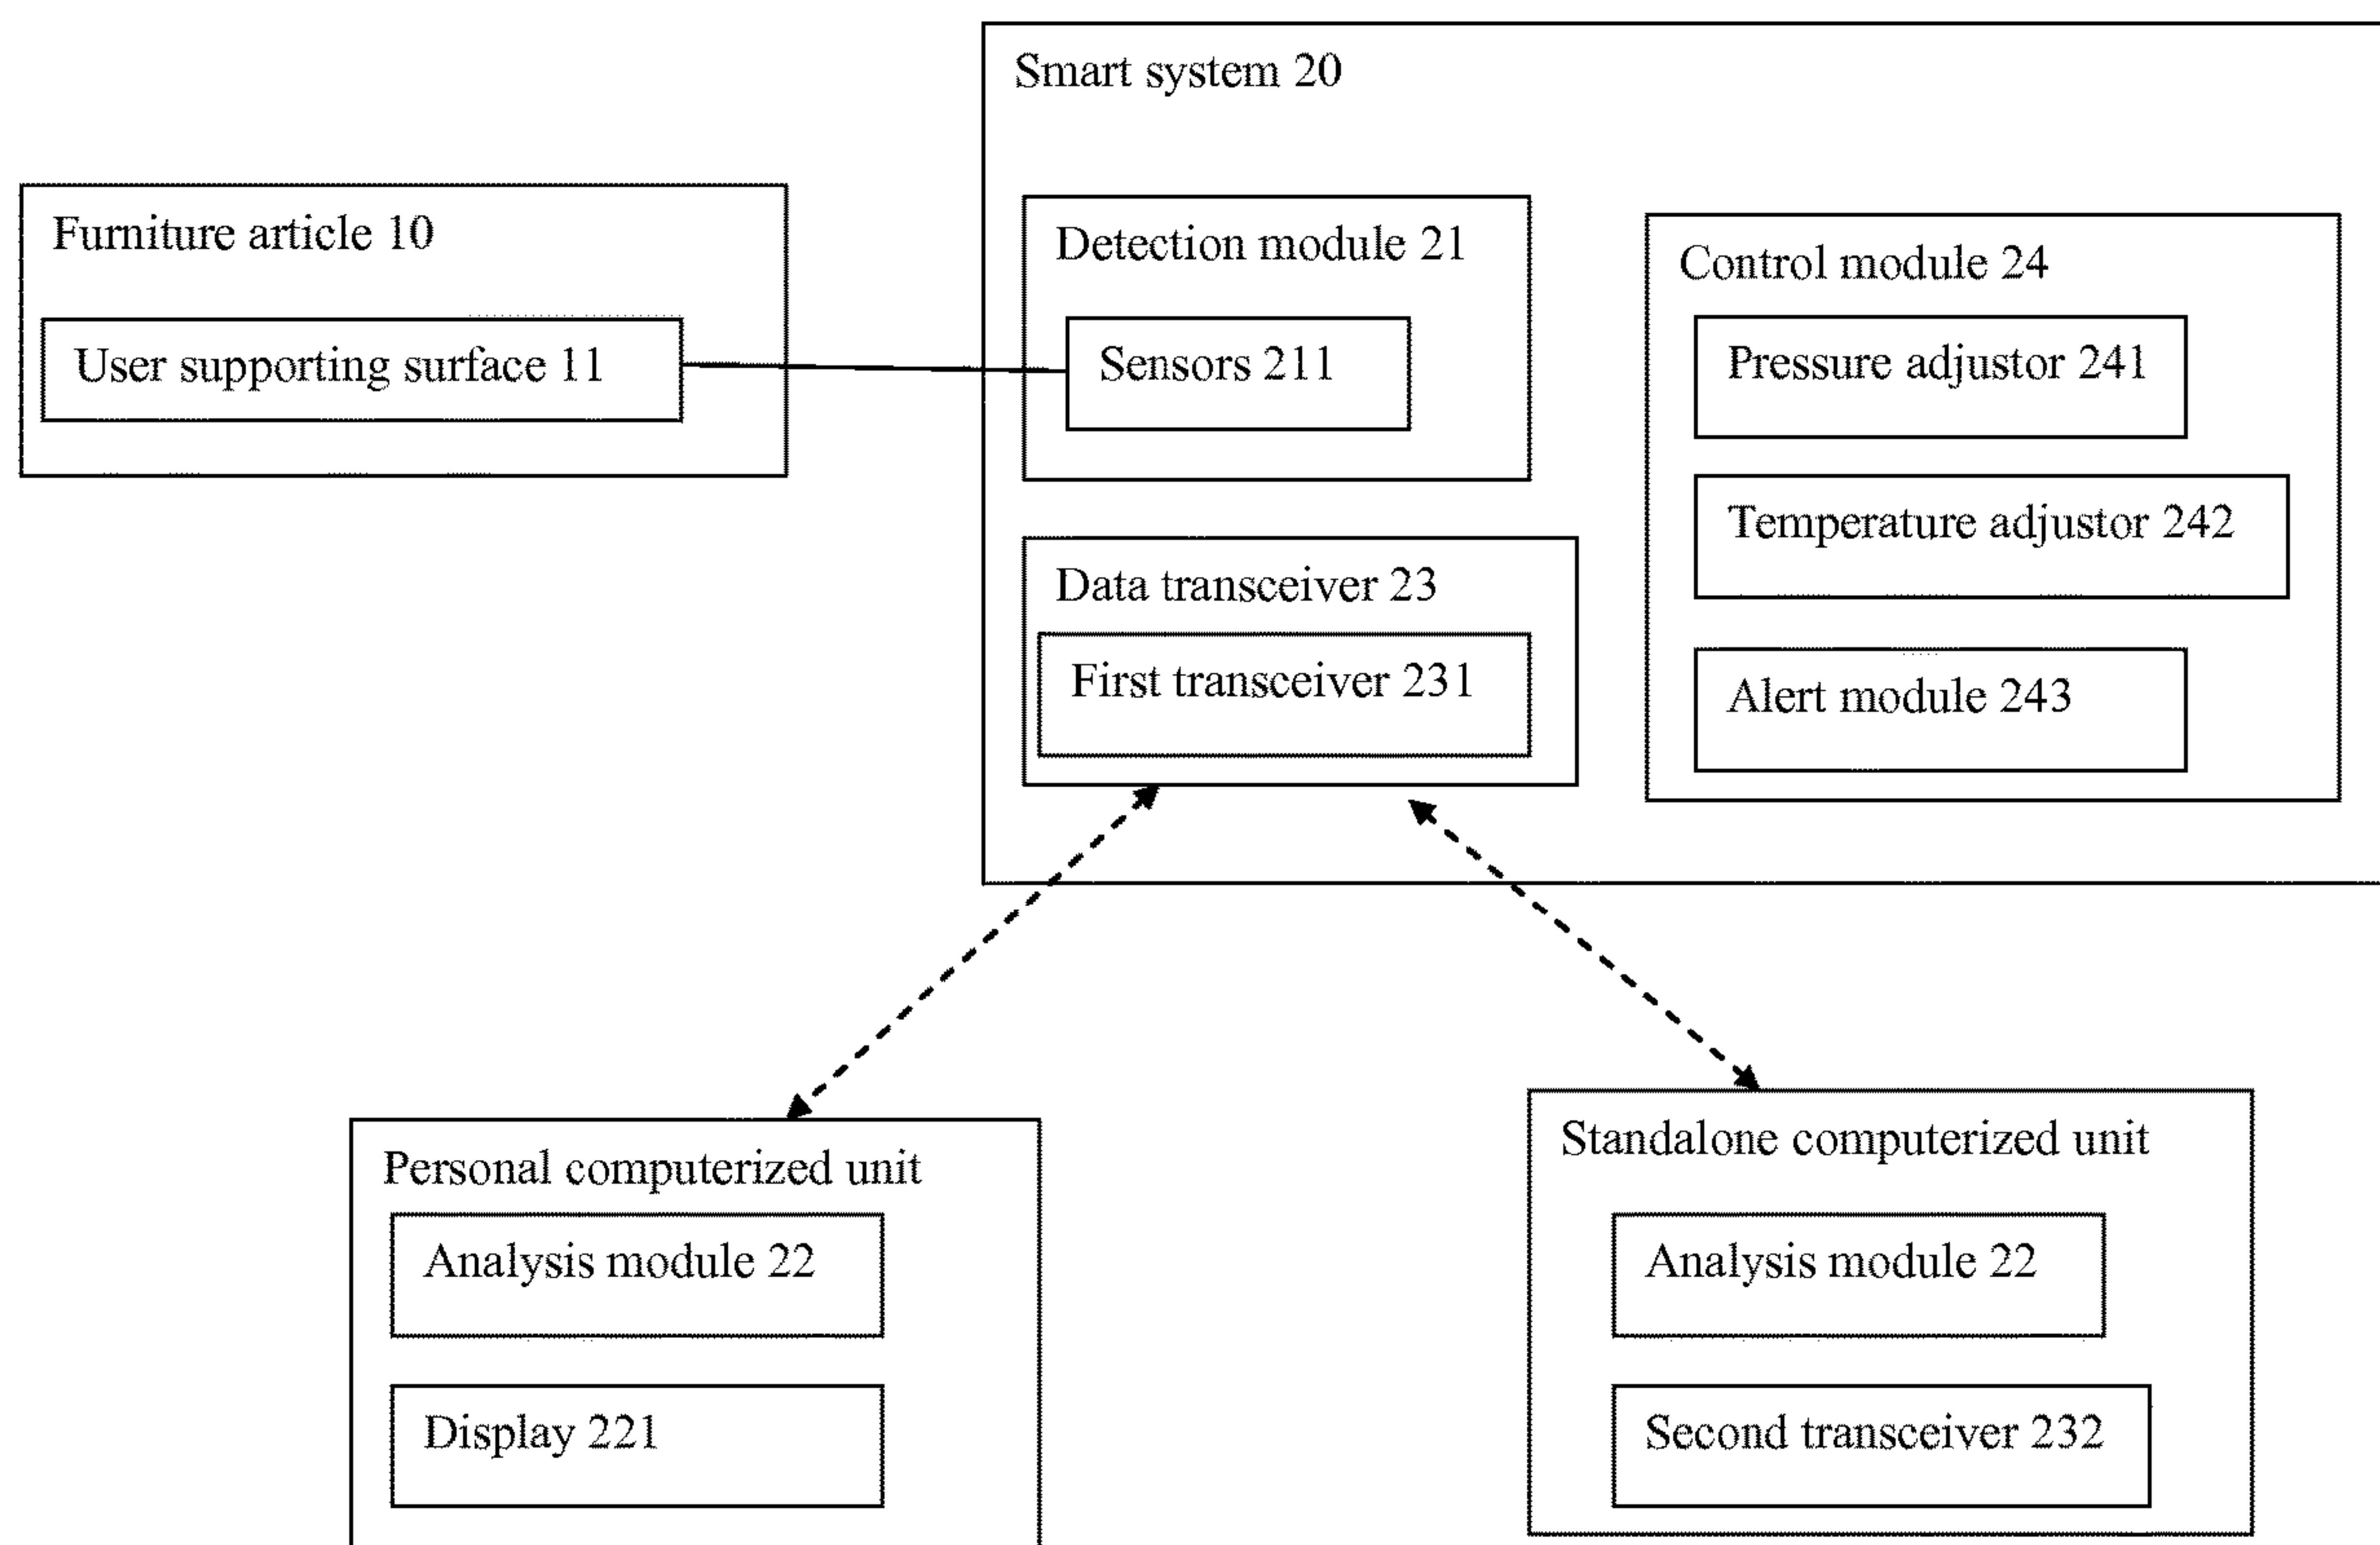 Smart system 20
Furniture article 10
User supporting surface 11
Detection module 21
Sensors 211
Data transceiver 23
First transceiver 231
Control module 24
Pressure adjustor 241
Temperature adjustor 242
Alert module 243
Personal computerized unit
Analysis module 22
Display 221
Standalone computerized unit
Analysis module 22
Second transceiver 232